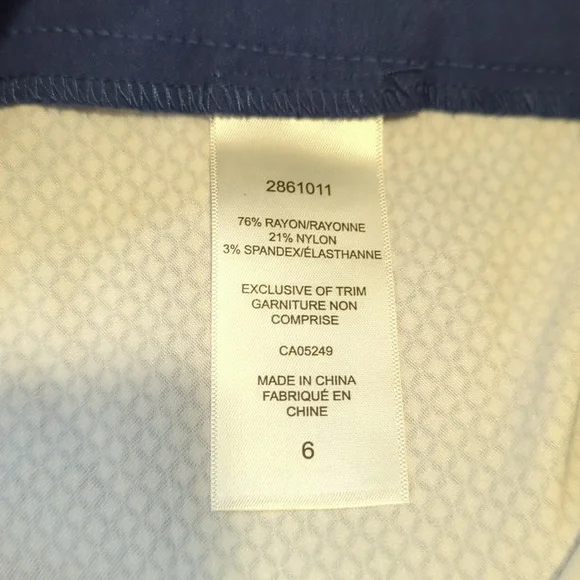 2861011
76% RAYON/RAYONNE
21% NYLON
3% SPANDEX/ÉLASTHANNE
EXCLUSIVE OF TRIM
GARNITURE NON
COMPRISE
CA05249
MADE IN CHINA
FABRIQUÉ EN
CHINE
6